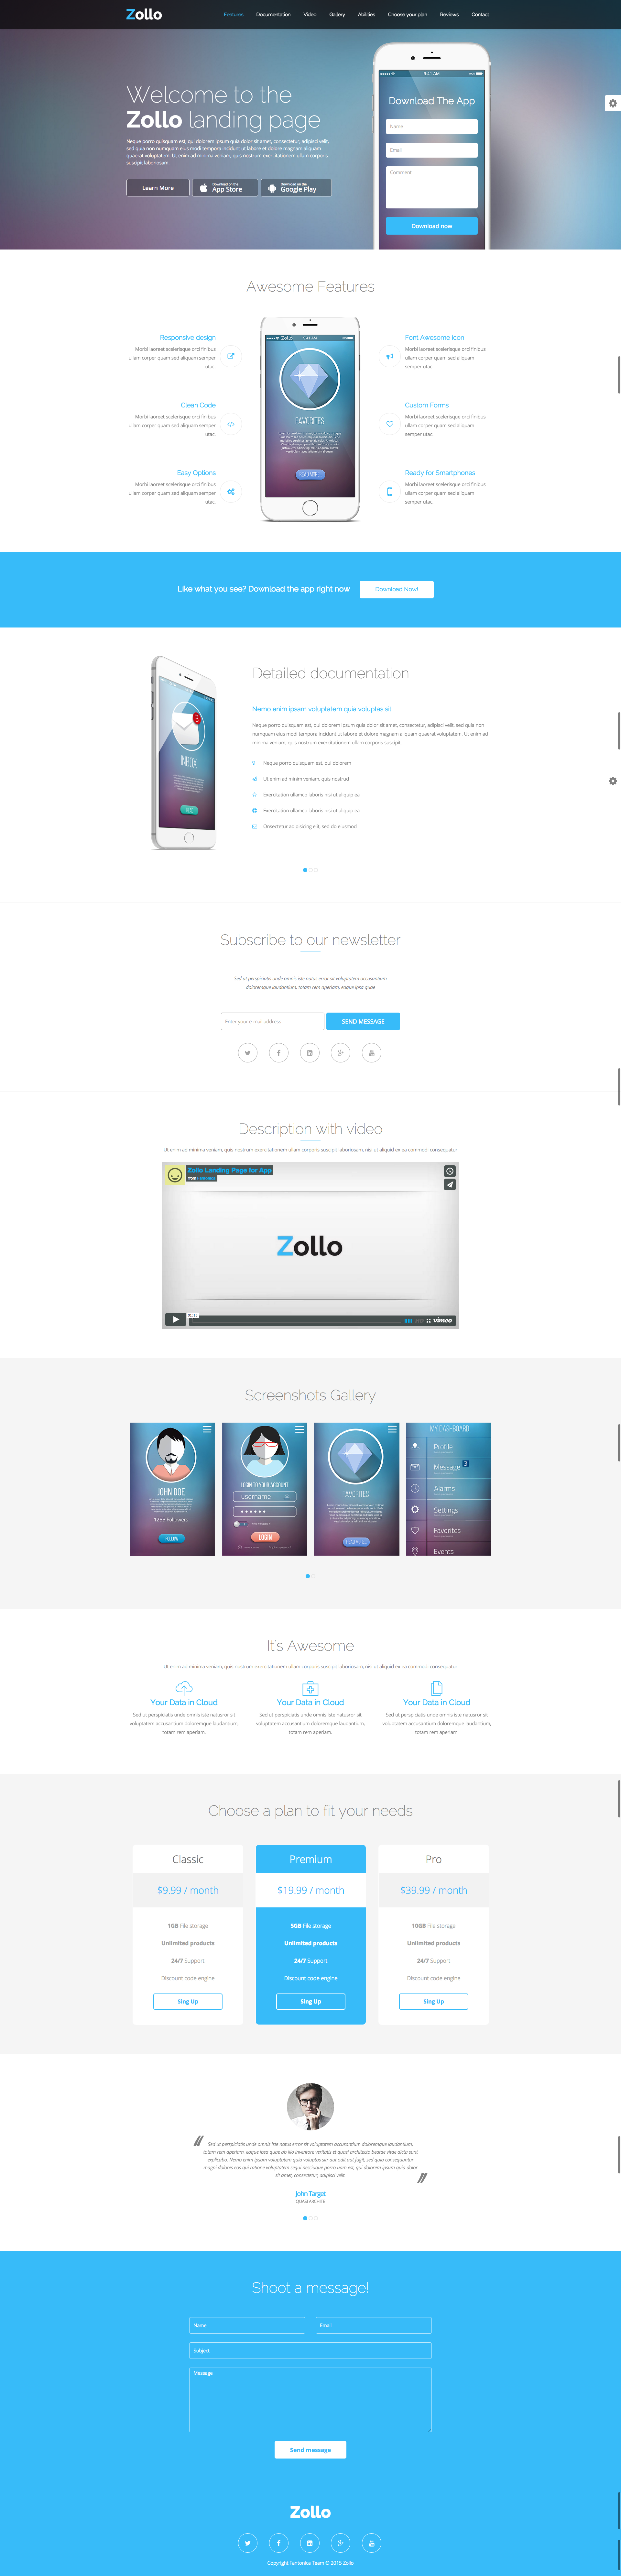 Zollo
Features Documentation Video Gallery Abilities Choose your plan Reviews Contact
9:41 AM
Welcome to the
Zollo landing page
Neque porro quisquam est, qui dolorem ipsum quia dolor sit amet, consectetur, adipisci
velit, sed quia non numquam eius modi tempora incidunt ut labore et dolore magnam aliquam
quaerat voluptatem. Ut enim ad minima veniam, quis nostrum exercitationem ullam corporis
suscipit laboriosam.
Learn More
Download on the
App Store
Download on the
Google Play
Download The App
Name
Email
Comment
Download now
Awesome Features
Responsive design
Morbi laoreet scelerisque orci finibus
ullam corper quam sed aliquam semper
utac.
Clean Code
Morbi laoreet scelerisque orci finibus
ullam corper quam sed aliquam semper
utac.
Easy Options
Morbi laoreet scelerisque orci finibus
ullam corper quam sed aliquam semper
utac.
Zollo 9:41 AM
FAVORITES
READ MORE
Font Awesome icon
Morbi laoreet scelerisque orci finibus
ullam corper quam sed aliquam
semper utac.
Custom Forms
Morbi laoreet scelerisque orci finibus
ullam corper quam sed aliquam
semper utac.
Ready for Smartphones
Morbi laoreet scelerisque orci finibus
ullam corper quam sed aliquam
semper utac.
Like what you see? Download the app right now
Download Now!
INBOX
Detailed documentation
Nemo enim ipsam voluptatem quia voluptas sit
Neque porro quisquam est, qui dolorem ipsum quia dolor sit amet, consectetur, adipisci velit, sed quia non
numquam eius modi tempora incidunt ut labore et dolore magnam aliquam quaerat voluptatem. Ut enim ad
minima veniam, quis nostrum exercitationem ullam corporis suscipit.
Neque porro quisquam est, qui dolorem
Ut enim ad minim veniam, quis nostrud
Exercitation ullamco laboris nisi ut aliquip ea
Exercitation ullamco laboris nisi ut aliquip ea
Onsectetur adipisicing elit, sed do eiusmod
Subscribe to our newsletter
Sed ut perspiciatis unde omnis iste natus error sit voluptatem accusantium
doloremque laudantium, totam rem aperiam, eaque ipsa quae
Enter your e-mail address
SEND MESSAGE
Description with video
Ut enim ad minima veniam, quis nostrum exercitationem ullam corporis suscipit laboriosam, nisi ut aliquid ex ea commodi consequatur
Zollo Landing Page for App
from
Zollo
vimeo
Screenshots Gallery
JOHN DOE
1255 Followers
FOLLOW
LOGIN TO YOUR ACCOUNT
username
LOGIN
FAVORITES
READ MORE
MY DASHBOARD
Profile
Message 3
Alarms
Settings
Favorites
Events
It's Awesome
Ut enim ad minima veniam, quis nostrum exercitationem ullam corporis suscipit laboriosam, nisi ut aliquid ex ea commodi consequatur
Your Data in Cloud
Sed ut perspiciatis unde omnis iste natusror sit
voluptatem accusantium doloremque laudantium,
totam rem aperiam.
Your Data in Cloud
Sed ut perspiciatis unde omnis iste natusror sit
voluptatem accusantium doloremque laudantium,
totam rem aperiam.
Your Data in Cloud
Sed ut perspiciatis unde omnis iste natusror sit
voluptatem accusantium doloremque laudantium,
totam rem aperiam.
Choose a plan to fit your needs
Classic
$9.99 / month
1GB File storage
Unlimited products
24/7 Support
Discount code engine
Sing Up
Premium
$19.99 / month
5GB File storage
Unlimited products
24/7 Support
Discount code engine
Sing Up
Pro
$39.99 / month
10GB File storage
Unlimited products
24/7 Support
Discount code engine
Sing Up
Sed ut perspiciatis unde omnis iste natus error sit voluptatem accusantium doloremque laudantium,
totam rem aperiam, eaque ipsa quae ab illo inventore veritatis et quasi architecto beatae vitae dicta sunt
explicabo. Nemo enim ipsam voluptatem quia voluptas sit aut odit aut fugit, sed quia consequuntur
magni dolores eos qui ratione voluptatem sequi nesciuque porro uam est, qui dolorem ipsum quia dolor
sit amet, consectetur, adipisci velit.
John Target
QUASI ARCHITE
Shoot a message!
Name
Email
Subject
Message
Send message
Zollo
Copyright Fantonica Team © 2015 Zollo